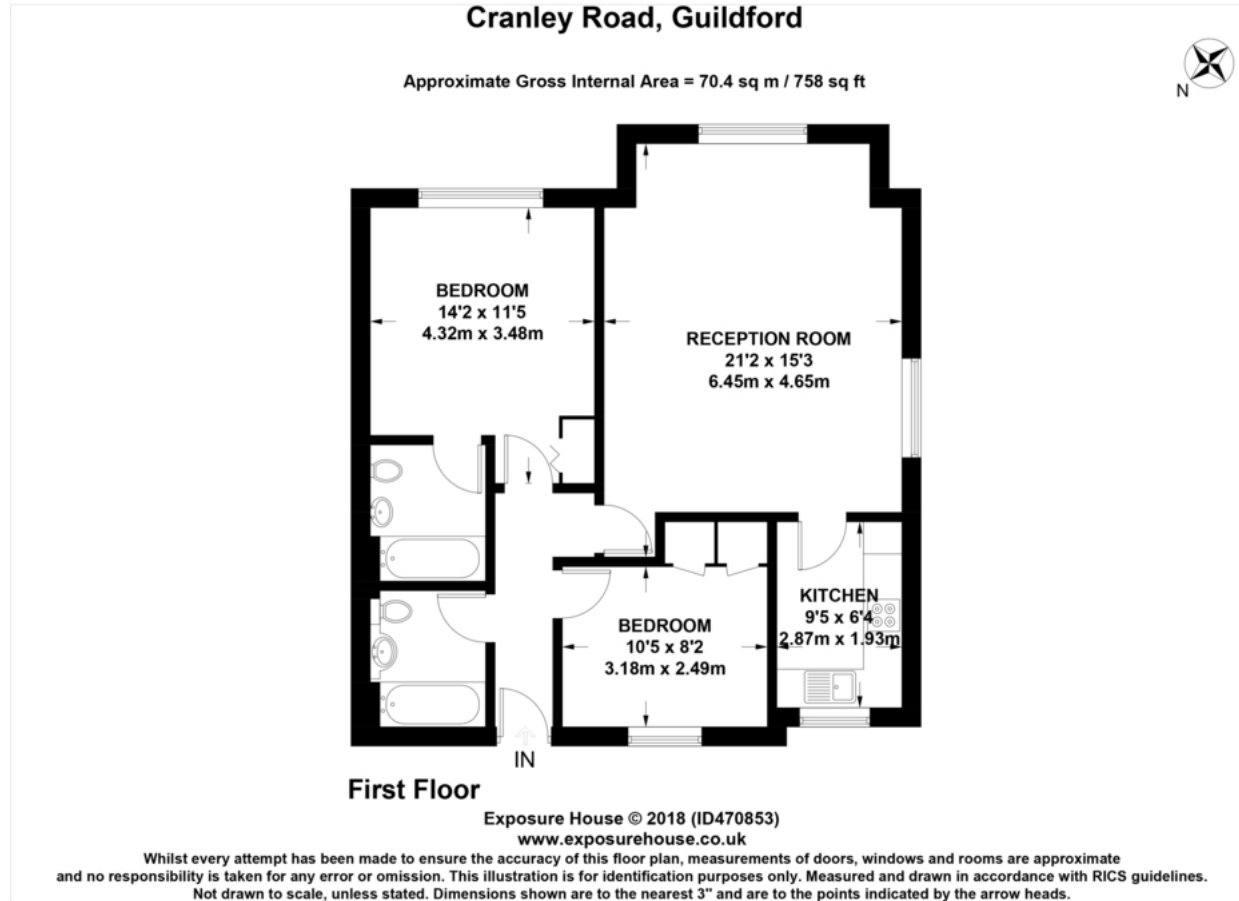 Cranley Road, Guildford
Approximate Gross Internal Area = 70.4 sq m / 758 sq ft
N
BEDROOM
14'2 x 11'5
4.32m x 3.48m
RECEPTION ROOM
21'2 x 15'3
6.45m x 4.65m
KITCHEN
9'5 x 6'4
2.87m x 1.93m
BEDROOM
10'5 x 8'2
3.18m x 2.49m
IN
First Floor
Exposure House © 2018 (ID470853)
www.exposurehouse.co.uk
Whilst every attempt has been made to ensure the accuracy of this floor plan, measurements of doors, windows and rooms are approximate
and no responsibility is taken for any error or omission. This illustration is for identification purposes only. Measured and drawn in accordance with RICS guidelines.
Not drawn to scale, unless stated. Dimensions shown are to the nearest 3" and are to the points indicated by the arrow heads.